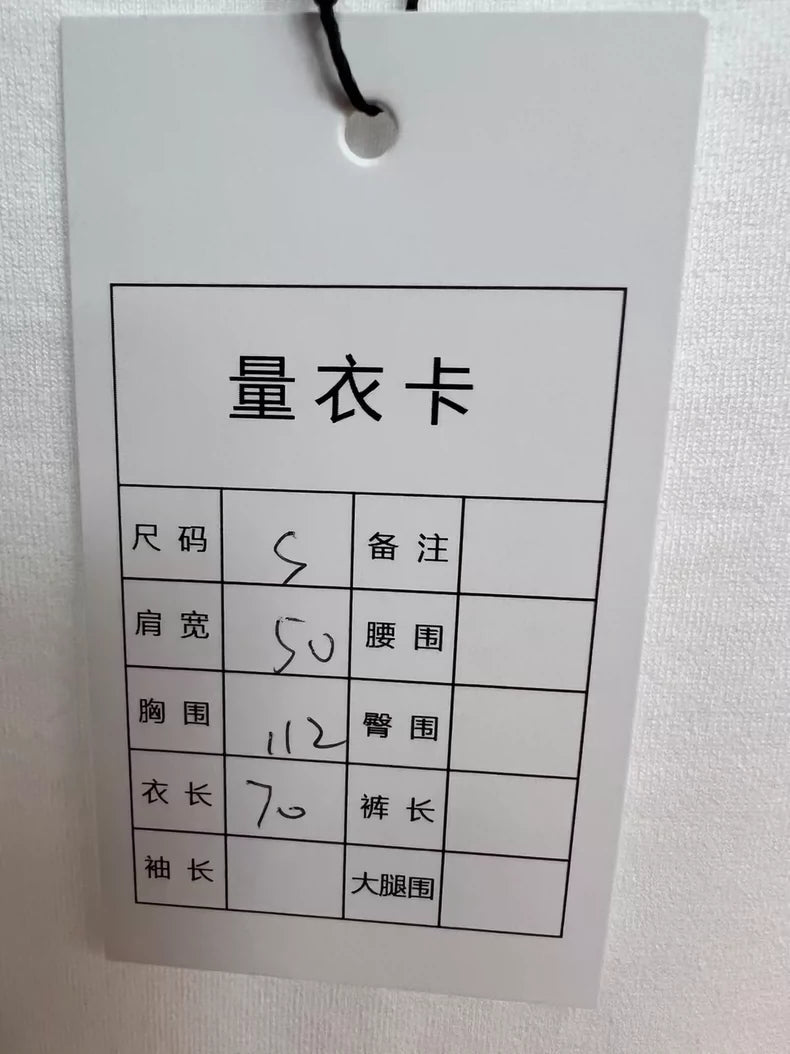 量衣卡
尺码 S 备注
肩宽 50 腰围
胸围 112 臀围
衣长 70 裤长
袖长 大腿围